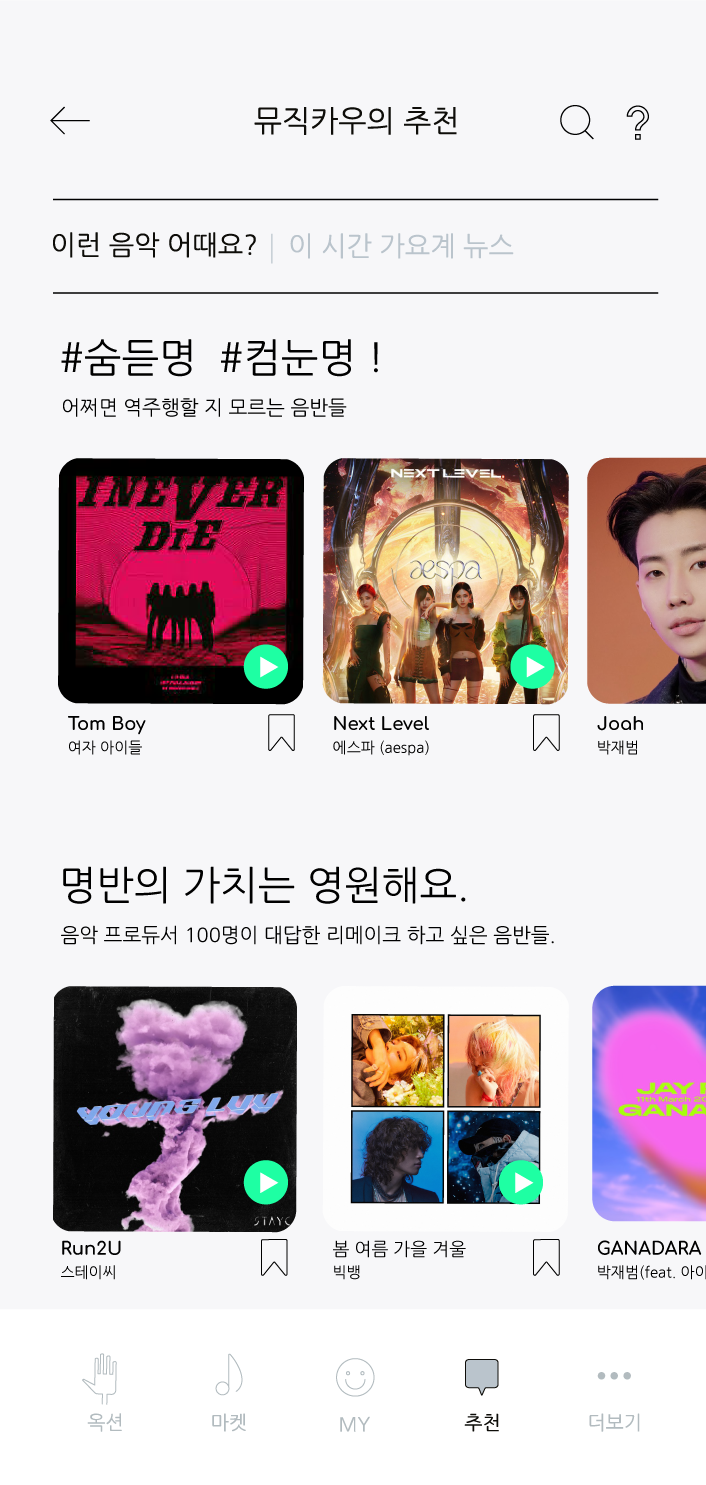 뮤직카우의 추천
이런 음악 어때요? | 이 시간 가요계 뉴스
#숨듣명 #컴눈명 !
어쩌면 역주행할 지 모르는 음반들
I NEVER
DIE
NEXT LEVEL.
aespa
Tom Boy
여자 아이들
Next Level
에스파 (aespa)
Joah
박재범
명반의 가치는 영원해요.
음악 프로듀서 100명이 대답한 리메이크 하고 싶은 음반들.
YOUNG LUV
STAYC
JAY
11th March 20
GANA
Run2U
스테이씨
봄 여름 가을 겨울
빅뱅
GANADARA
박재범(feat. 아이
옥션
마켓
MY
추천
더보기